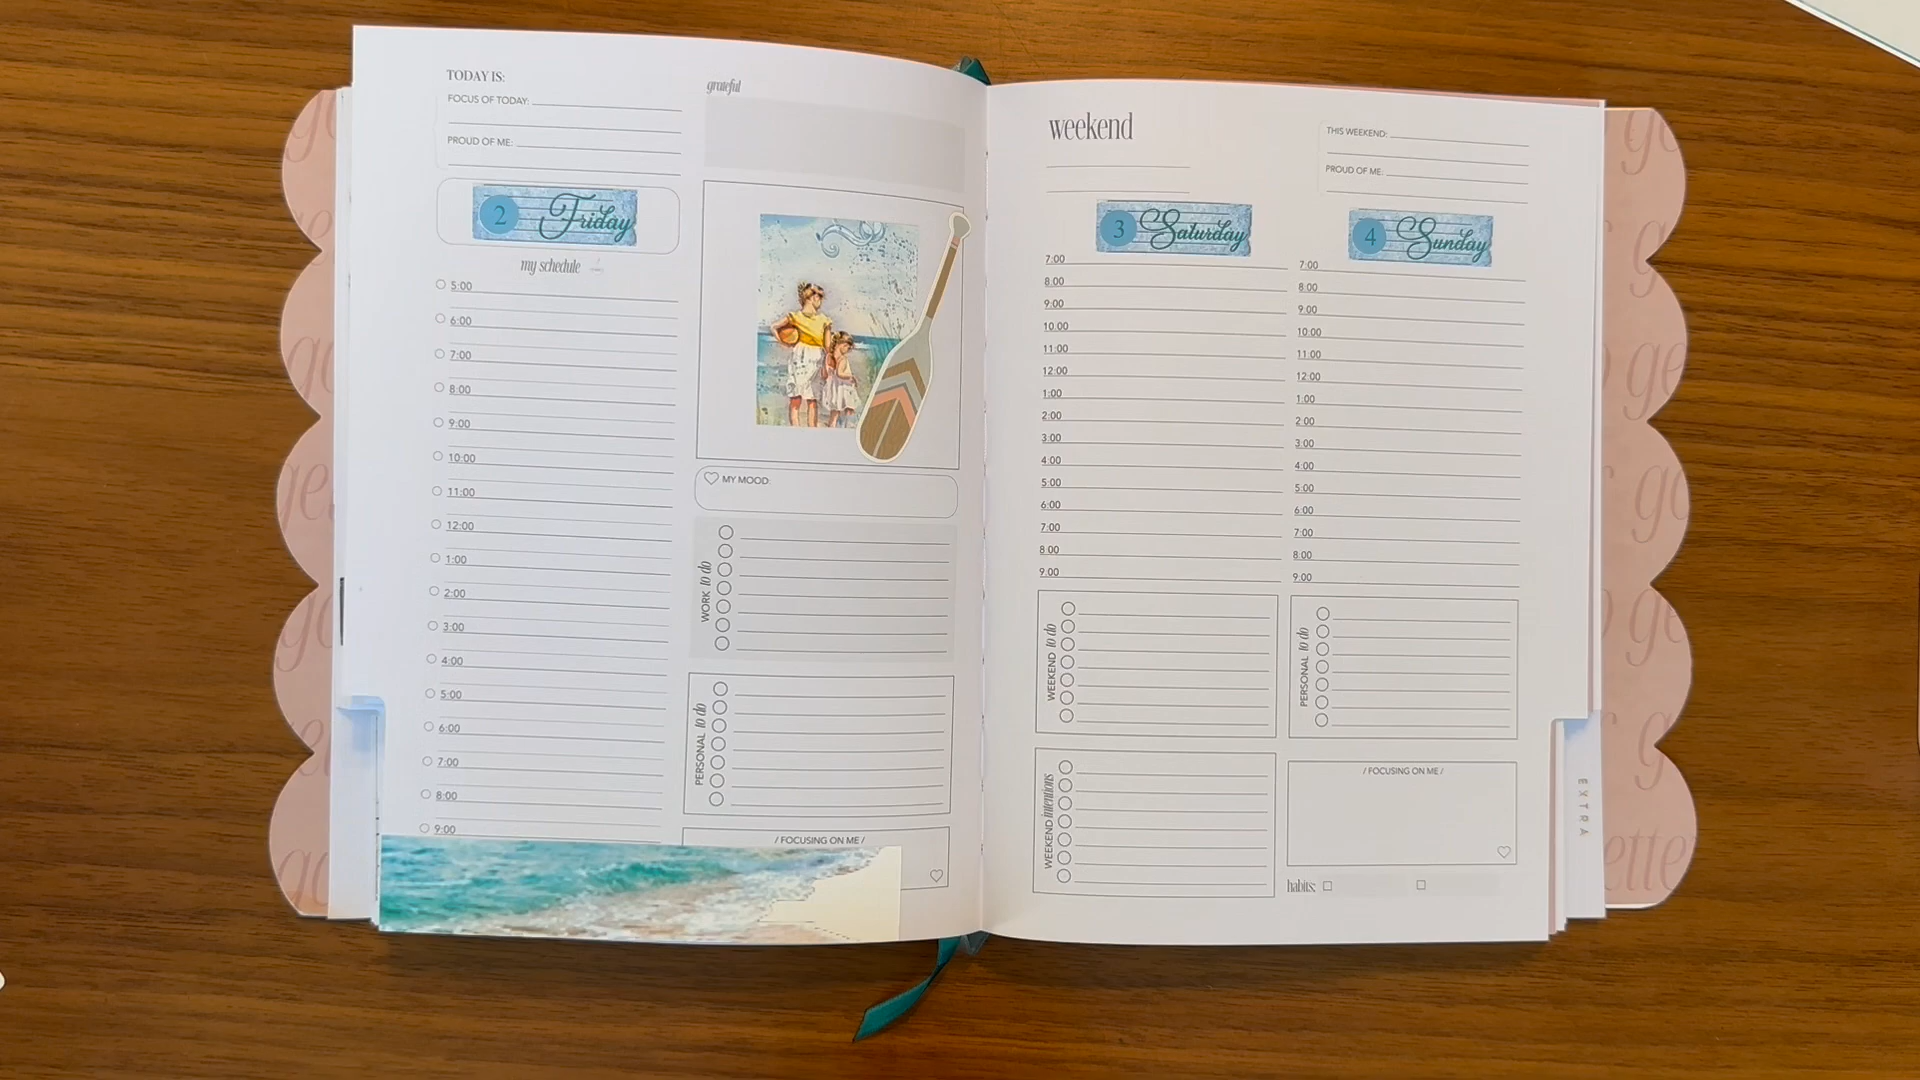 TODAY IS:
FOCUS OF TODAY:
PROUD OF ME:
2 Friday
my schedule
5:00
6:00
7:00
8:00
9:00
10:00
11:00
12:00
1:00
2:00
3:00
4:00
5:00
6:00
7:00
8:00
9:00
grateful
MY MOOD:
WORK to do
PERSONAL to do
/ FOCUSING ON ME /
weekend
THIS WEEKEND:
PROUD OF ME:
3 Saturday
7:00
8:00
9:00
10:00
11:00
12:00
1:00
2:00
3:00
4:00
5:00
6:00
7:00
8:00
9:00
WEEKEND to do
WEEKEND intentions
4 Sunday
7:00
8:00
9:00
10:00
11:00
12:00
1:00
2:00
3:00
4:00
5:00
6:00
7:00
8:00
9:00
PERSONAL to do
/ FOCUSING ON ME /
habits:
EXTRA